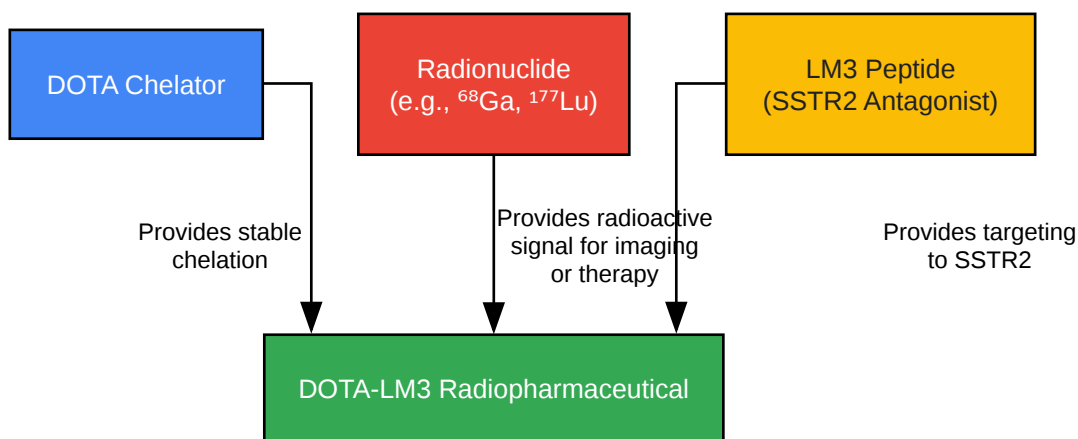 DOTA Chelator
Radionuclide
(e.g., ⁶⁸Ga, ¹⁷⁷Lu)
LM3 Peptide
(SSTR2 Antagonist)
Provides stable
chelation
Provides radioactive
signal for imaging
or therapy
Provides targeting
to SSTR2
DOTA-LM3 Radiopharmaceutical